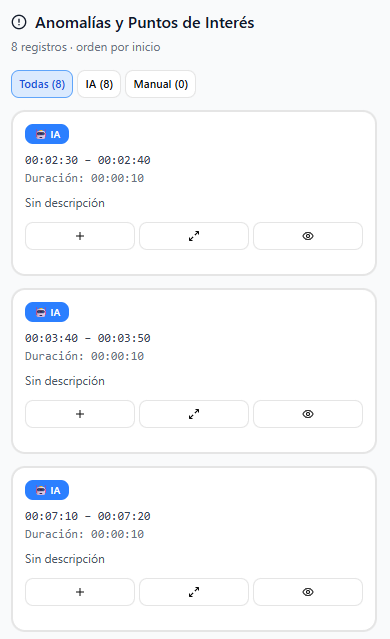 Anomalías y Puntos de Interés
8 registros · orden por inicio
Todas (8) IA (8) Manual (0)
IA
00:02:30 – 00:02:40
Duración: 00:00:10
Sin descripción
IA
00:03:40 – 00:03:50
Duración: 00:00:10
Sin descripción
IA
00:07:10 – 00:07:20
Duración: 00:00:10
Sin descripción